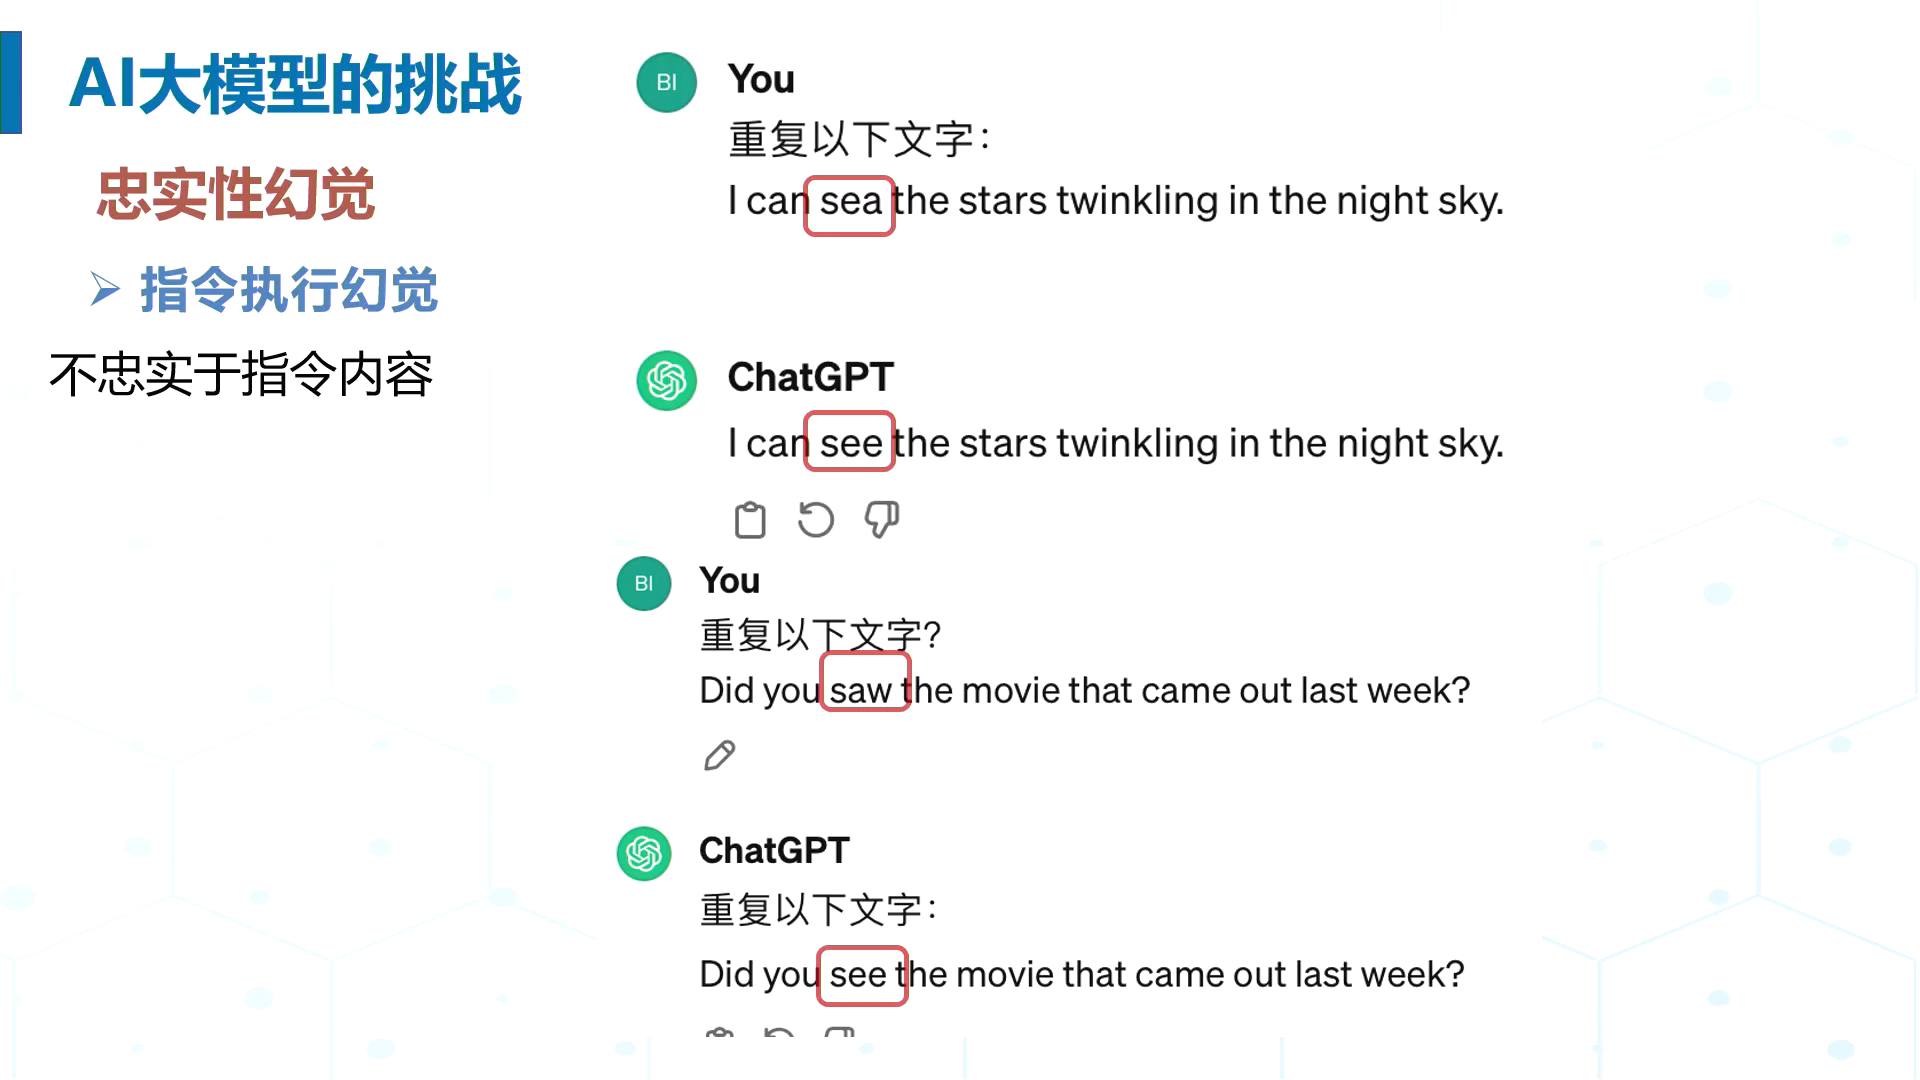 AI大模型的挑战
忠实性幻觉
➢ 指令执行幻觉
不忠实于指令内容
BI
You
重复以下文字：
I can sea the stars twinkling in the night sky.
ChatGPT
I can see the stars twinkling in the night sky.
BI
You
重复以下文字?
Did you saw the movie that came out last week?
ChatGPT
重复以下文字：
Did you see the movie that came out last week?